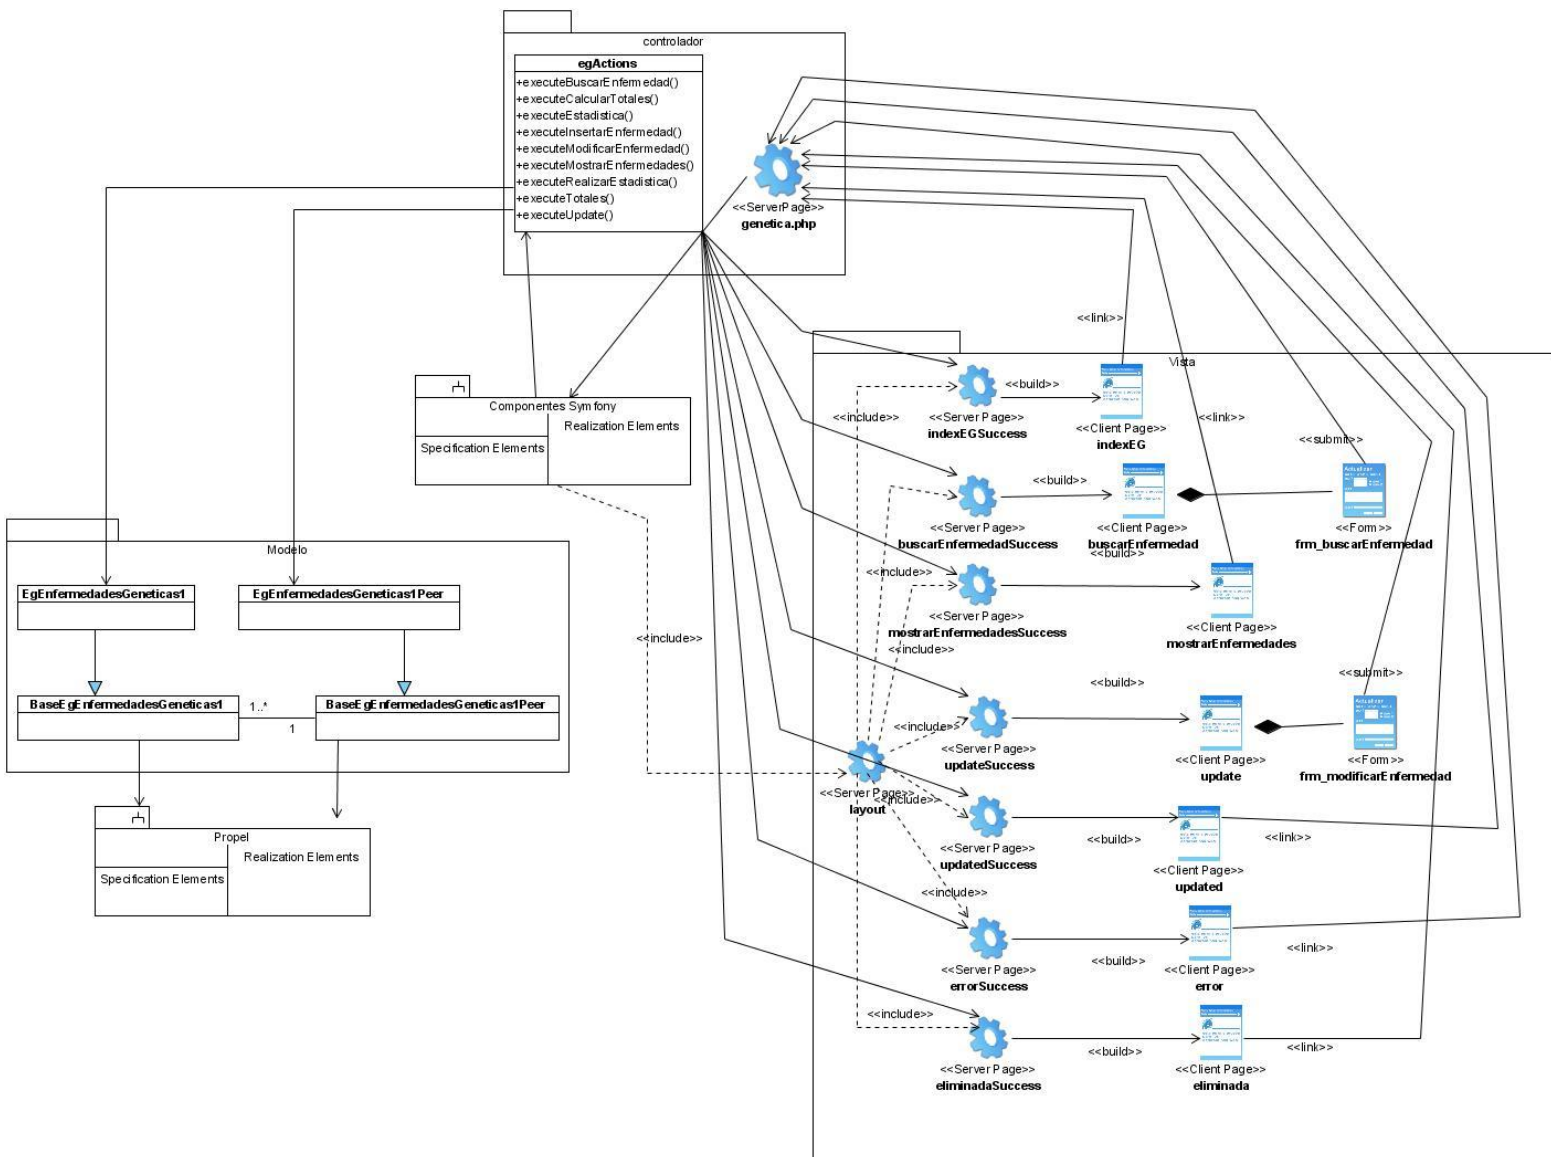 controlador
egActions
+executeBuscarEnfermedad()
+executeCalcularTotales()
+executeEstadistica()
+executeInsertarEnfermedad()
+executeModificarEnfermedad()
+executeMostrarEnfermedades()
+executeRealizarEstadistica()
+executeTotales()
+executeUpdate()
<<ServerPage>>
genetica.php
<<link>>
Vista
<<build>>
<<include>>
<<Server Page>>
indexEGSuccess
<<Client Page>>
indexEG
<<link>>
<<submit>>
Componentes Symfony
Realization Elements
Specification Elements
<<build>>
<<Server Page>>
buscarEnfermedadSuccess
<<Client Page>>
buscarEnfermedad
<<Form>>
frm_buscarEnfermedad
<<build>>
<<include>>
<<Server Page>>
mostrarEnfermedadesSuccess
<<Client Page>>
mostrarEnfermedades
<<include>>
<<include>>
Modelo
EgEnfermedadesGeneticas1
EgEnfermedadesGeneticas1Peer
BaseEgEnfermedadesGeneticas1
1..*
1
BaseEgEnfermedadesGeneticas1Peer
<<build>>
<<submit>>
<<include>>
<<Server Page>>
updateSuccess
<<Client Page>>
update
<<Form>>
frm_modificarEnfermedad
<<Server Page>>
layout
<<include>>
Propel
Realization Elements
Specification Elements
<<build>>
<<link>>
<<Server Page>>
updatedSuccess
<<Client Page>>
updated
<<include>>
<<build>>
<<link>>
<<Server Page>>
errorSuccess
<<Client Page>>
error
<<include>>
<<build>>
<<link>>
<<Server Page>>
eliminadaSuccess
<<Client Page>>
eliminada